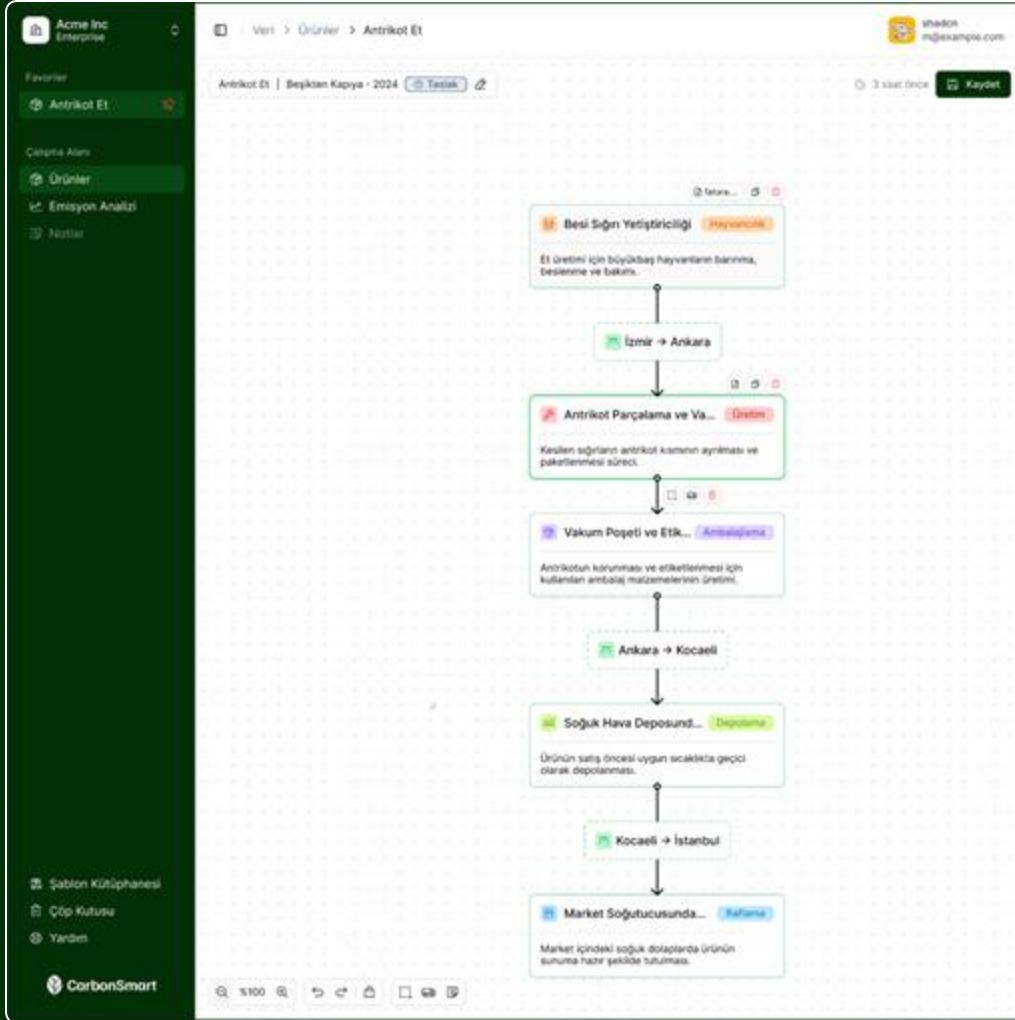 Acme Inc
Enterprise
Veri > Ürünler > Antrikot Et
shadcn
m@example.com
Favoriler
Antrikot Et
Antrikot Et | Beşikten Kapıya - 2024 Taslak
3 saat önce
Kaydet
Çalışma Alanı
Ürünler
Emisyon Analizi
Notlar
fatura...
Besi Sığırı Yetiştiriciliği
Hayvancılık
Et üretimi için büyükbaş hayvanların barınma,
beslenme ve bakımı.
İzmir → Ankara
Antrikot Parçalama ve Va...
Üretim
Kesilen sığırların antrikot kısmının ayrılması ve
paketlenmesi süreci.
Vakum Poşeti ve Etik...
Ambalajlama
Antrikotun korunması ve etiketlenmesi için
kullanılan ambalaj malzemelerinin üretimi.
Ankara → Kocaeli
Soğuk Hava Deposund...
Depolama
Ürünün satış öncesi uygun sıcaklıkta geçici
olarak depolanması.
Kocaeli → İstanbul
Market Soğutucusunda...
Raflama
Market içindeki soğuk dolaplarda ürünün
sunuma hazır şekilde tutulması.
Şablon Kütüphanesi
Çöp Kutusu
Yardım
CarbonSmart
%100